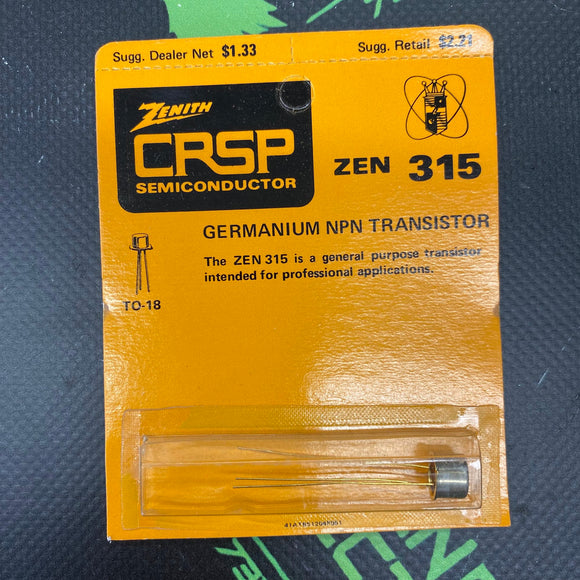 Sugg. Dealer Net $1.33
Sugg. Retail $2.21
ZENITH
CRSP
SEMICONDUCTOR
ZEN 315
GERMANIUM NPN TRANSISTOR
The ZEN 315 is a general purpose transistor
intended for professional applications.
TO-18